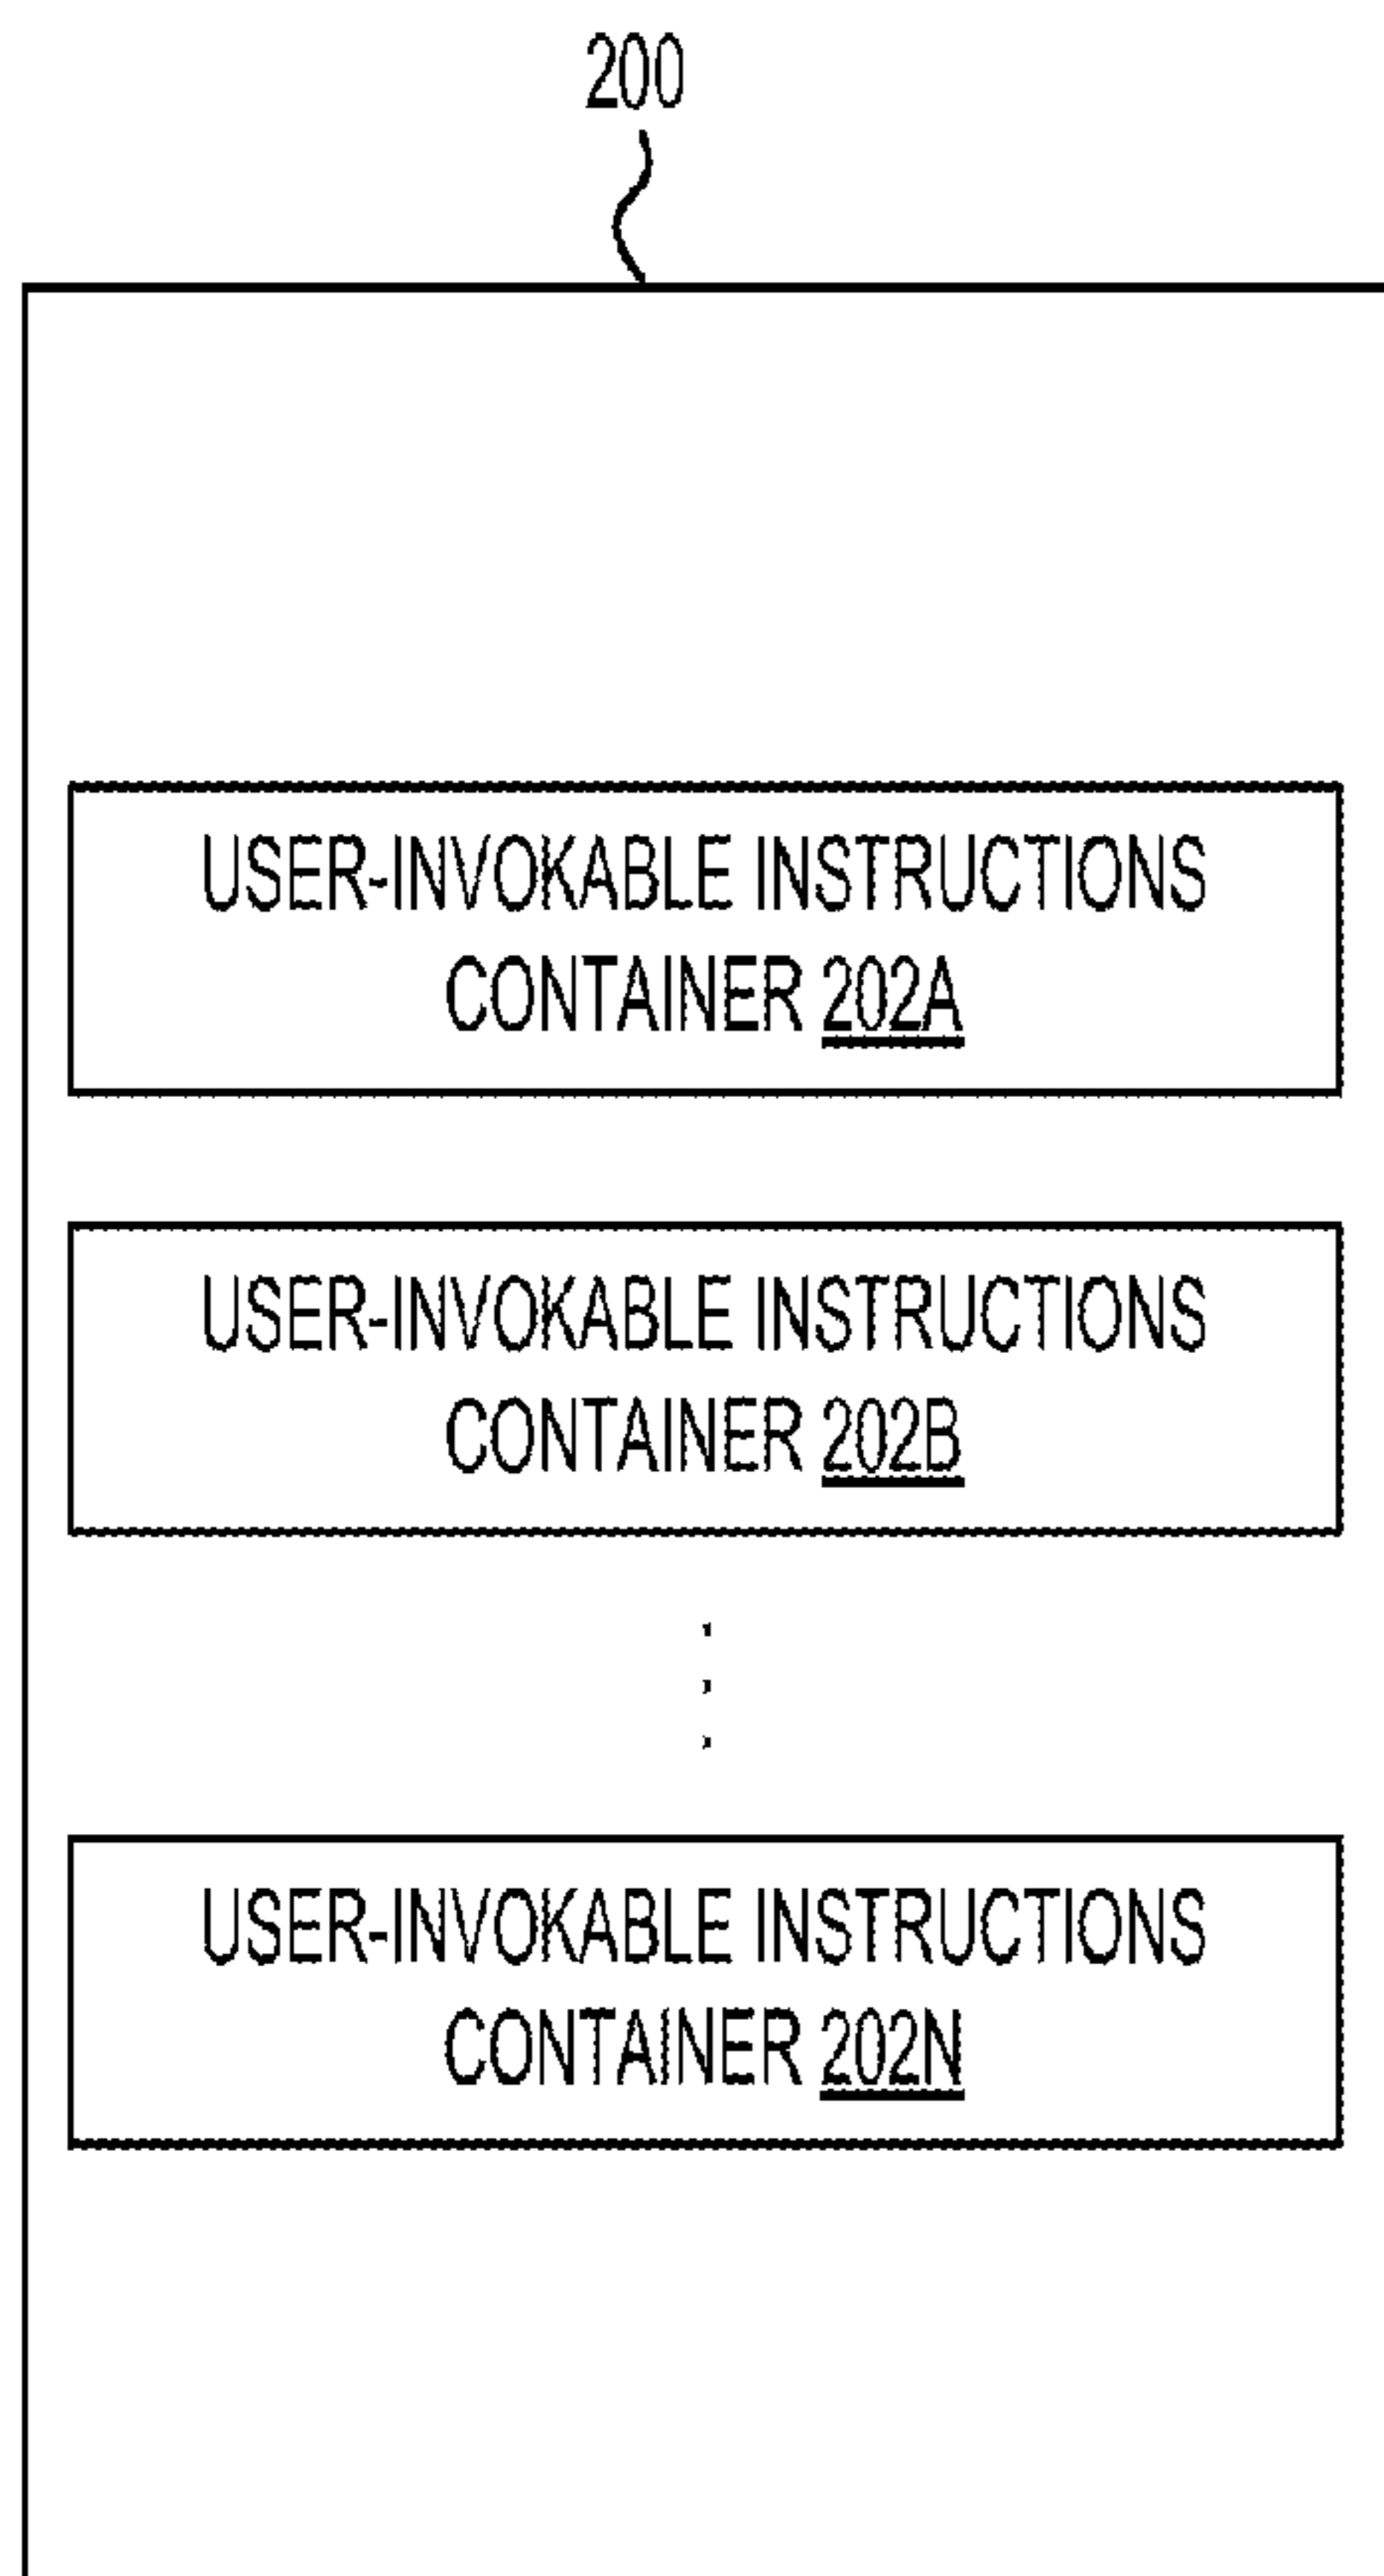 200
USER-INVOKABLE INSTRUCTIONS
CONTAINER 202A
USER-INVOKABLE INSTRUCTIONS
CONTAINER 202B
USER-INVOKABLE INSTRUCTIONS
CONTAINER 202N